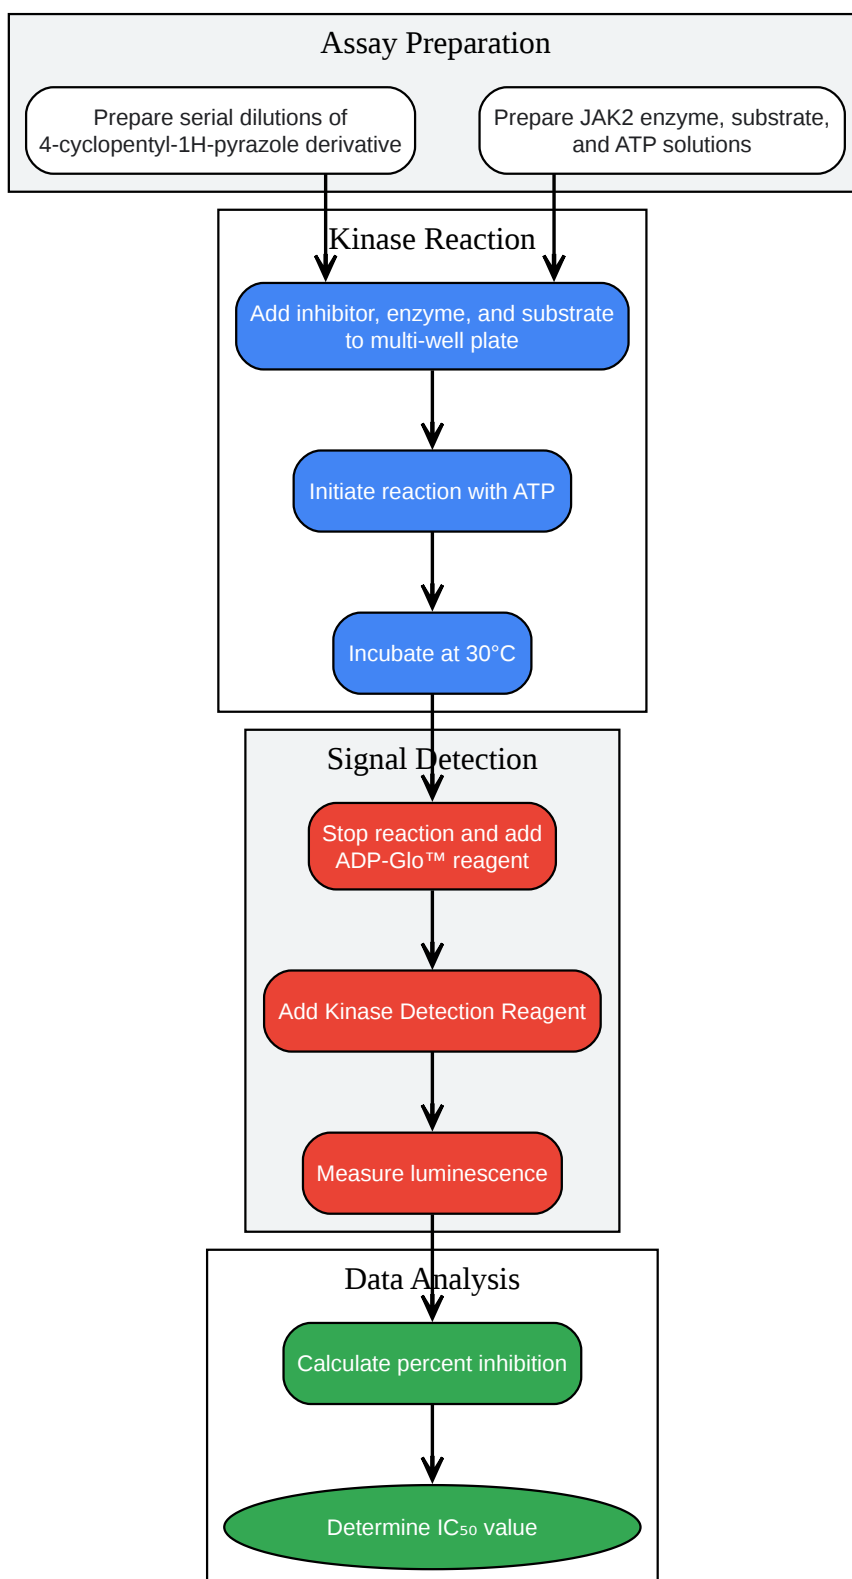 Assay Preparation
Prepare serial dilutions of
4-cyclopentyl-1H-pyrazole derivative
Prepare JAK2 enzyme, substrate,
and ATP solutions
Kinase Reaction
Add inhibitor, enzyme, and substrate
to multi-well plate
Initiate reaction with ATP
Incubate at 30°C
Signal Detection
Stop reaction and add
ADP-Glo™ reagent
Add Kinase Detection Reagent
Measure luminescence
Data Analysis
Calculate percent inhibition
Determine IC₅₀ value